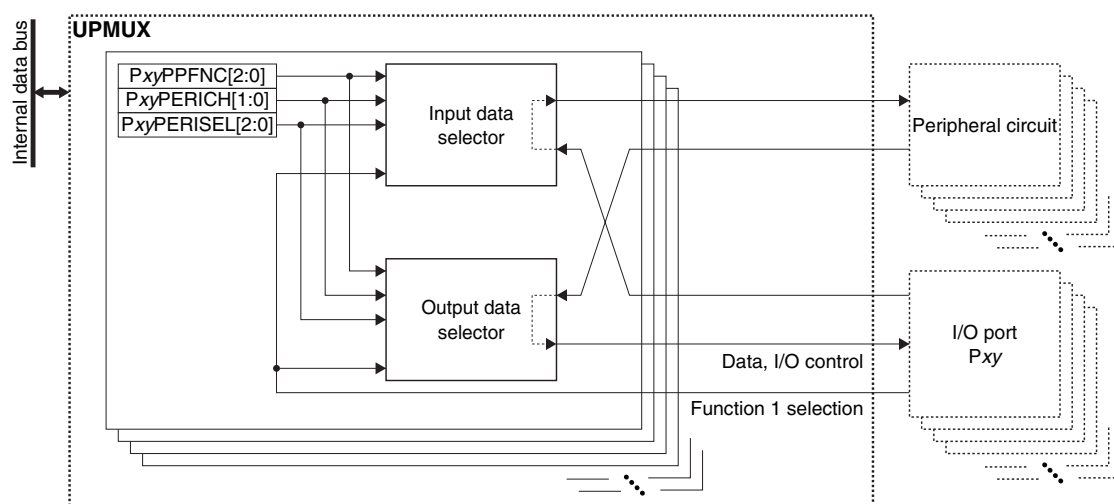 UPMUX
Internal data bus
PxyPPFNC[2:0]
PxyPERICH[1:0]
PxyPERISEL[2:0]
Input data
selector
Peripheral circuit
Output data
selector
I/O port
Pxy
Data, I/O control
Function 1 selection